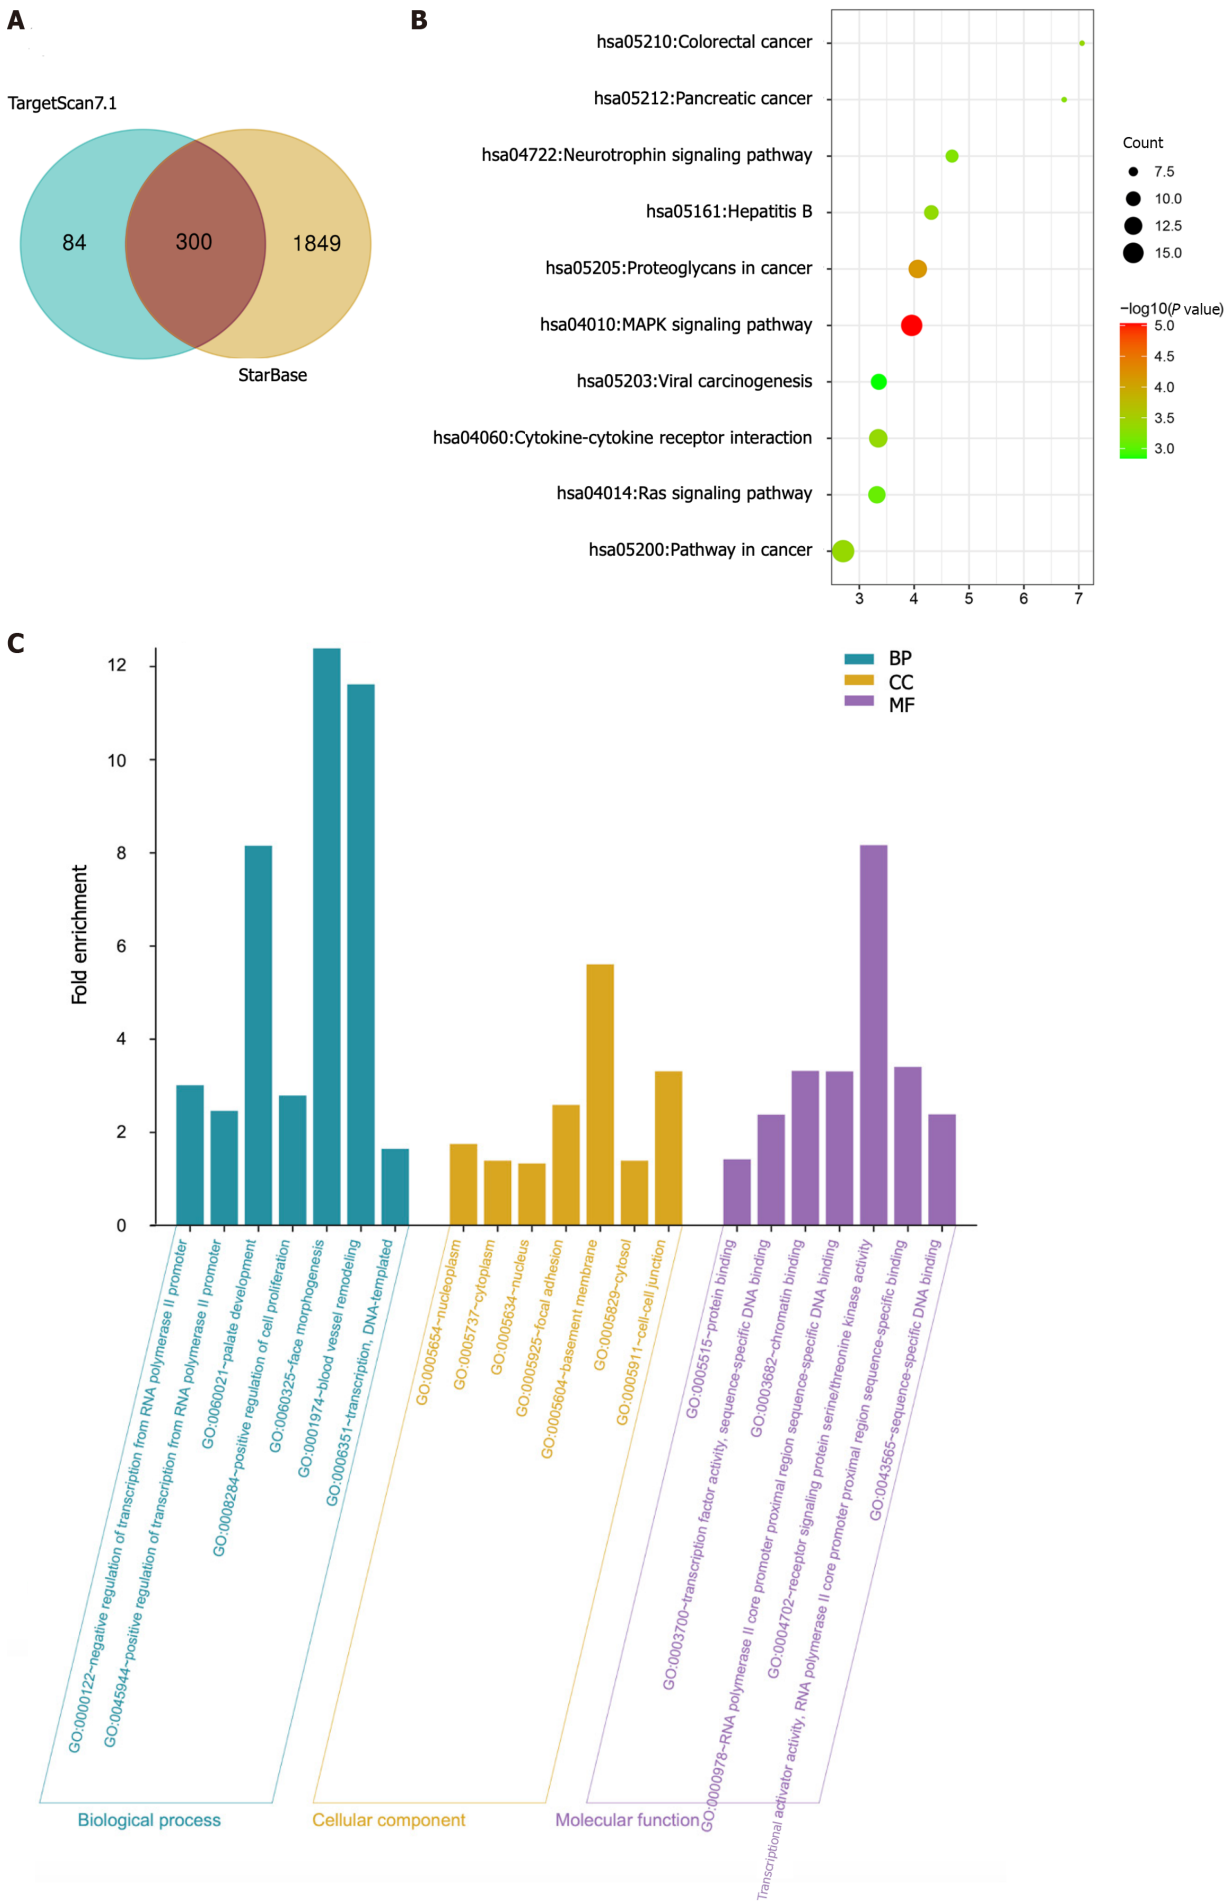 A
TargetScan7.1
84
300
1849
StarBase
B
hsa05210:Colorectal cancer
hsa05212:Pancreatic cancer
hsa04722:Neurotrophin signaling pathway
hsa05161:Hepatitis B
hsa05205:Proteoglycans in cancer
hsa04010:MAPK signaling pathway
hsa05203:Viral carcinogenesis
hsa04060:Cytokine-cytokine receptor interaction
hsa04014:Ras signaling pathway
hsa05200:Pathway in cancer
3 4 5 6 7
Count
7.5
10.0
12.5
15.0
−log10(P value)
5.0
4.5
4.0
3.5
3.0
C
Fold enrichment
12
10
8
6
4
2
0
BP
CC
MF
GO:0000122~negative regulation of transcription from RNA polymerase II promoter
GO:0045944~positive regulation of transcription from RNA polymerase II promoter
GO:0060021~palate development
GO:0008284~positive regulation of cell proliferation
GO:0060325~face morphogenesis
GO:0001974~blood vessel remodeling
GO:0006351~transcription, DNA-templated
GO:0005654~nucleoplasm
GO:0005737~cytoplasm
GO:0005634~nucleus
GO:0005925~focal adhesion
GO:0005604~basement membrane
GO:0005829~cytosol
GO:0005911~cell-cell junction
GO:0005515~protein binding
GO:0003700~transcription factor activity, sequence-specific DNA binding
GO:0003682~chromatin binding
GO:0000978~RNA polymerase II core promoter proximal region sequence-specific DNA binding
GO:0004702~receptor signaling protein serine/threonine kinase activity
Transcriptional activator activity, RNA polymerase II core promoter proximal region sequence-specific binding
GO:0043565~sequence-specific DNA binding
Biological process
Cellular component
Molecular function